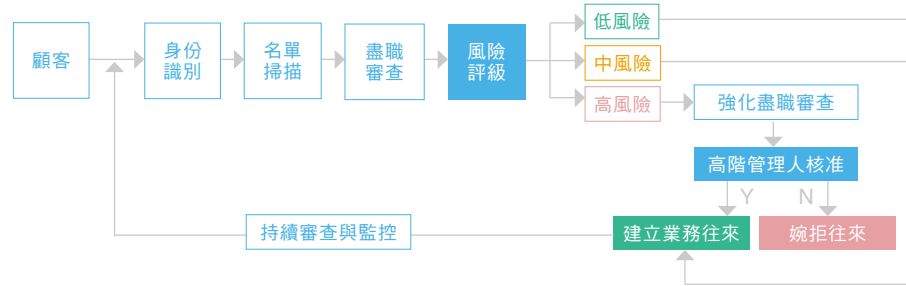 顧客
身份
識別
名單
掃描
盡職
審查
風險
評級
低風險
中風險
高風險
強化盡職審查
高階管理人核准
Y
N
持續審查與監控
建立業務往來
婉拒往來